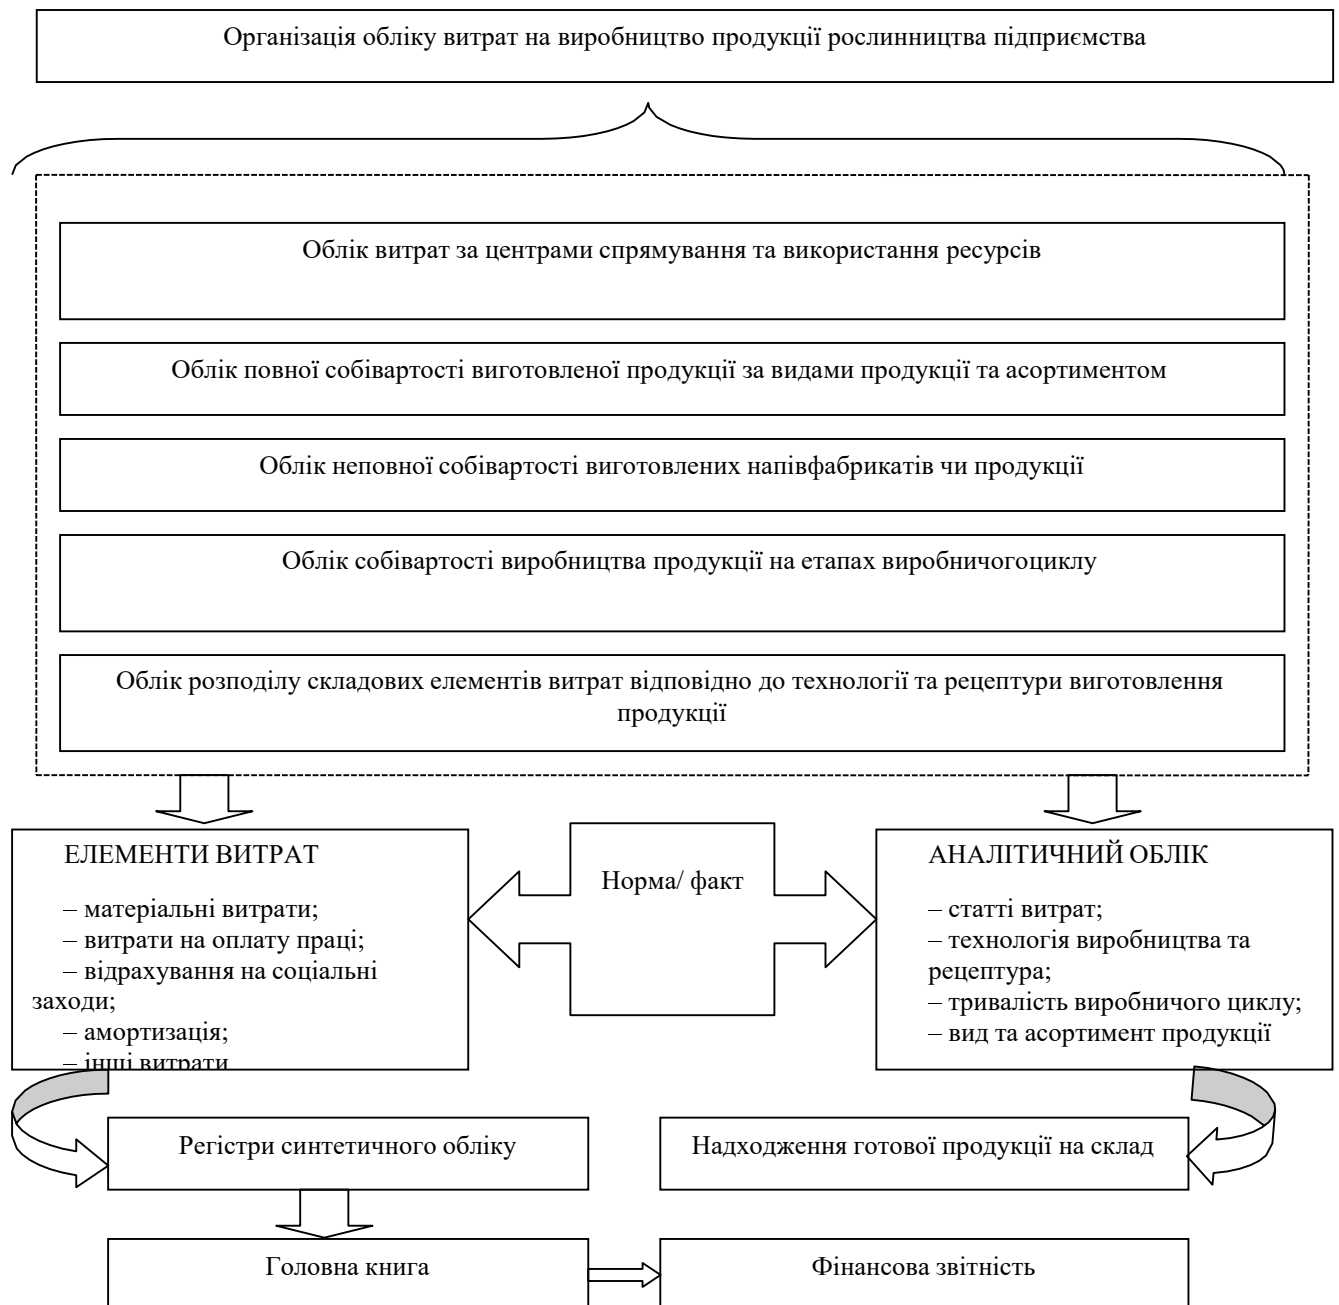 Організація обліку витрат на виробництво продукції рослинництва підприємства
Облік витрат за центрами спрямування та використання ресурсів
Облік повної собівартості виготовленої продукції за видами продукції та асортиментом
Облік неповної собівартості виготовлених напівфабрикатів чи продукції
Облік собівартості виробництва продукції на етапах виробничогоциклу
Облік розподілу складових елементів витрат відповідно до технології та рецептури виготовлення
продукції
ЕЛЕМЕНТИ ВИТРАТ
– матеріальні витрати;
– витрати на оплату праці;
– відрахування на соціальні
заходи;
– амортизація;
– інші витрати
Норма/ факт
АНАЛІТИЧНИЙ ОБЛІК
– статті витрат;
– технологія виробництва та
рецептура;
– тривалість виробничого циклу;
– вид та асортимент продукції
Регістри синтетичного обліку
Надходження готової продукції на склад
Головна книга
Фінансова звітність